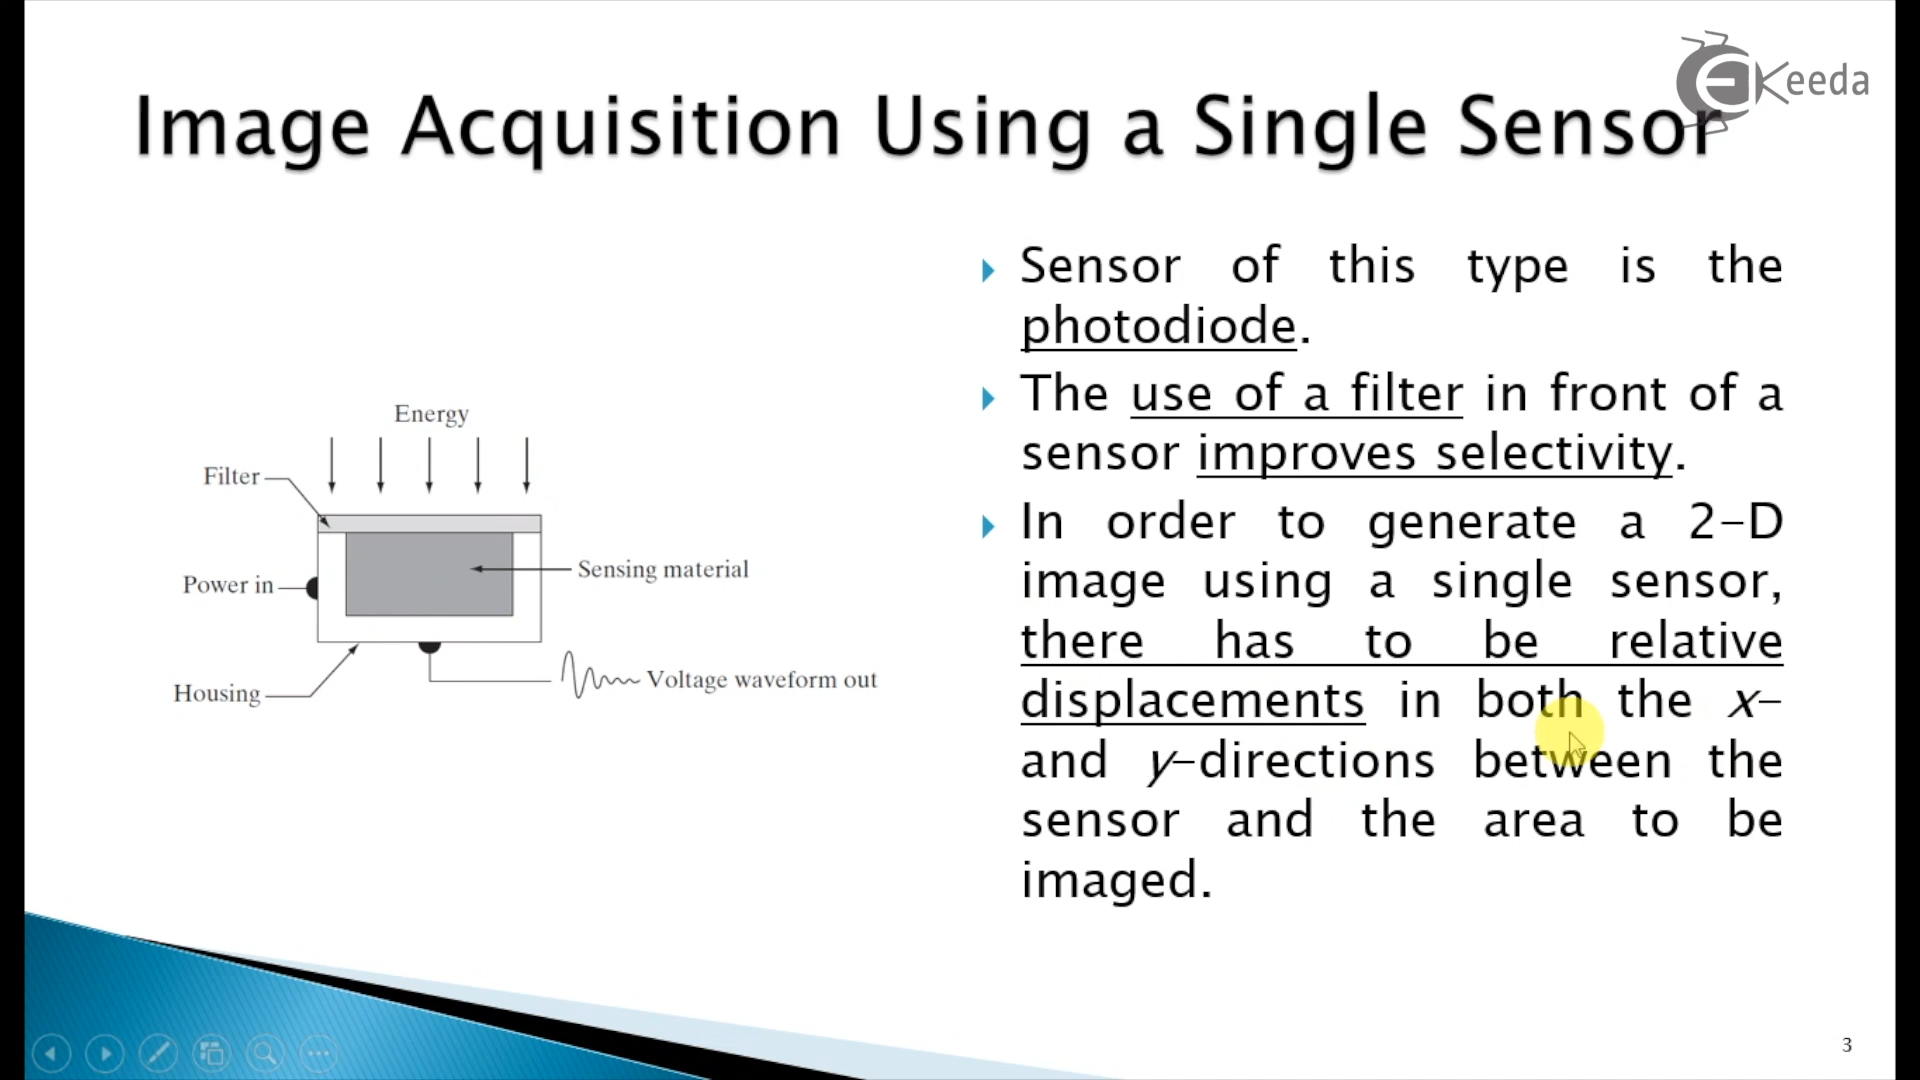 EKeeda
Image Acquisition Using a Single Sensor
Energy
Filter
Power in
Sensing material
Housing
Voltage waveform out
Sensor of this type is the
photodiode.
The use of a filter in front of a
sensor improves selectivity.
In order to generate a 2-D
image using a single sensor,
there has to be relative
displacements in both the x-
and y-directions between the
sensor and the area to be
imaged.
3